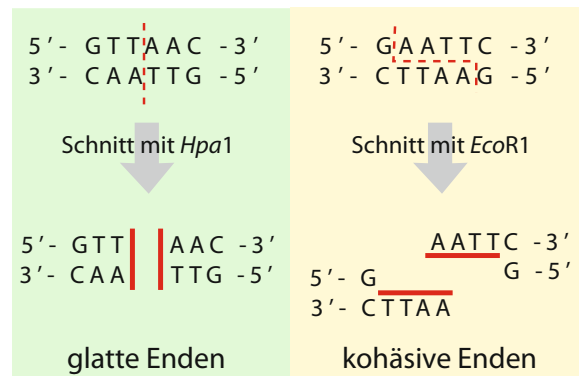 5′- GTTAAC -3′
3′- CAATTG -5′
Schnitt mit Hpa1
5′- GTT AAC -3′
3′- CAA TTG -5′
glatte Enden
5′- GAATTC -3′
3′- CTTAAG -5′
Schnitt mit EcoR1
AATTC -3′
G -5′
5′- G
3′- CTTAA
kohäsive Enden